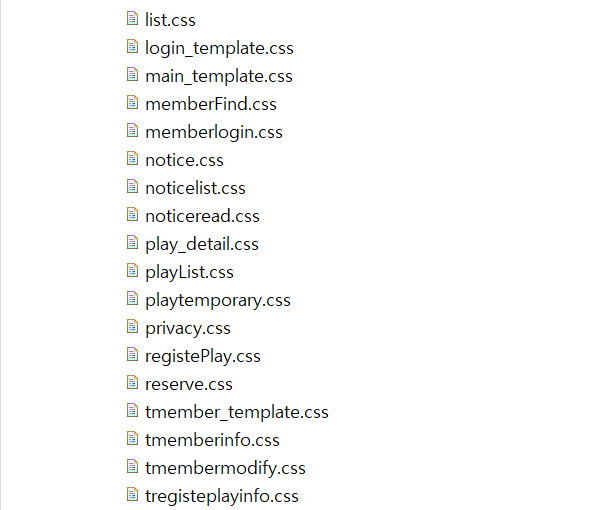 list.css
login_template.css
main_template.css
memberFind.css
memberlogin.css
notice.css
noticelist.css
noticeread.css
play_detail.css
playList.css
playtemporary.css
privacy.css
registePlay.css
reserve.css
tmember_template.css
tmemberinfo.css
tmembermodify.css
tregisteplayinfo.css